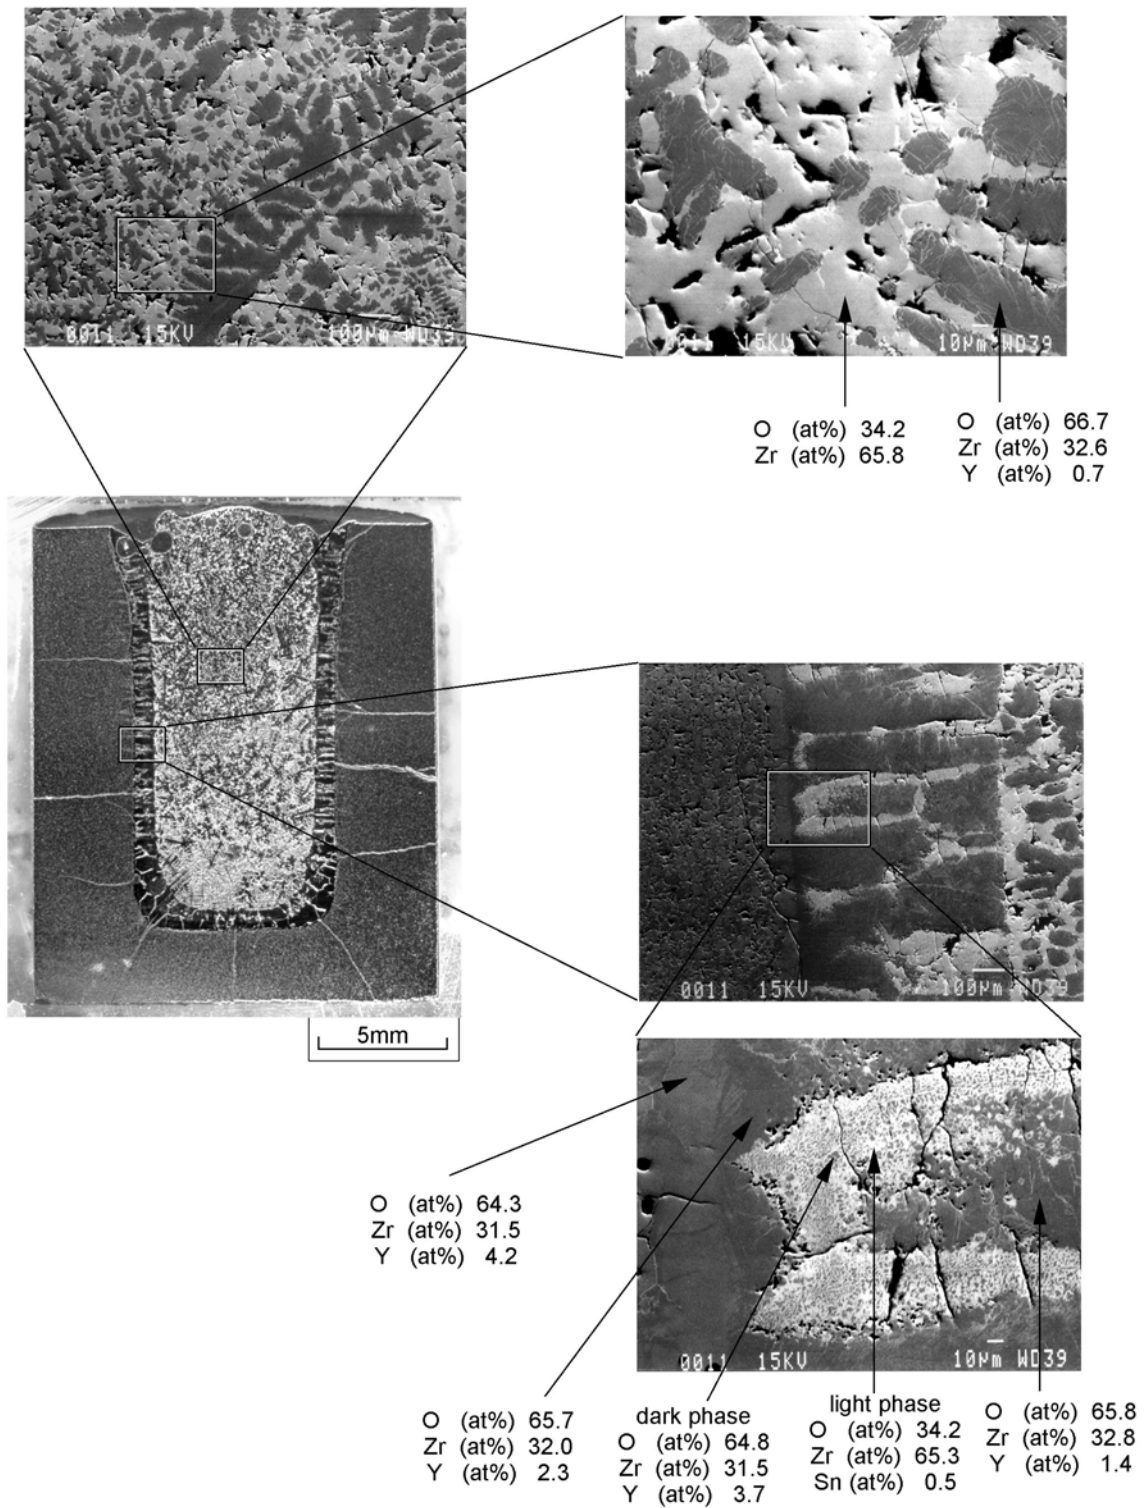 0011 15KV 100µm WD39
0011 15KV 10µm WD39
O (at%) 34.2
Zr (at%) 65.8
O (at%) 66.7
Zr (at%) 32.6
Y (at%) 0.7
5mm
0011 15KV 100µm WD39
0011 15KV 10µm WD39
O (at%) 64.3
Zr (at%) 31.5
Y (at%) 4.2
O (at%) 65.7
Zr (at%) 32.0
Y (at%) 2.3
dark phase
O (at%) 64.8
Zr (at%) 31.5
Y (at%) 3.7
light phase
O (at%) 34.2
Zr (at%) 65.3
Sn (at%) 0.5
O (at%) 65.8
Zr (at%) 32.8
Y (at%) 1.4